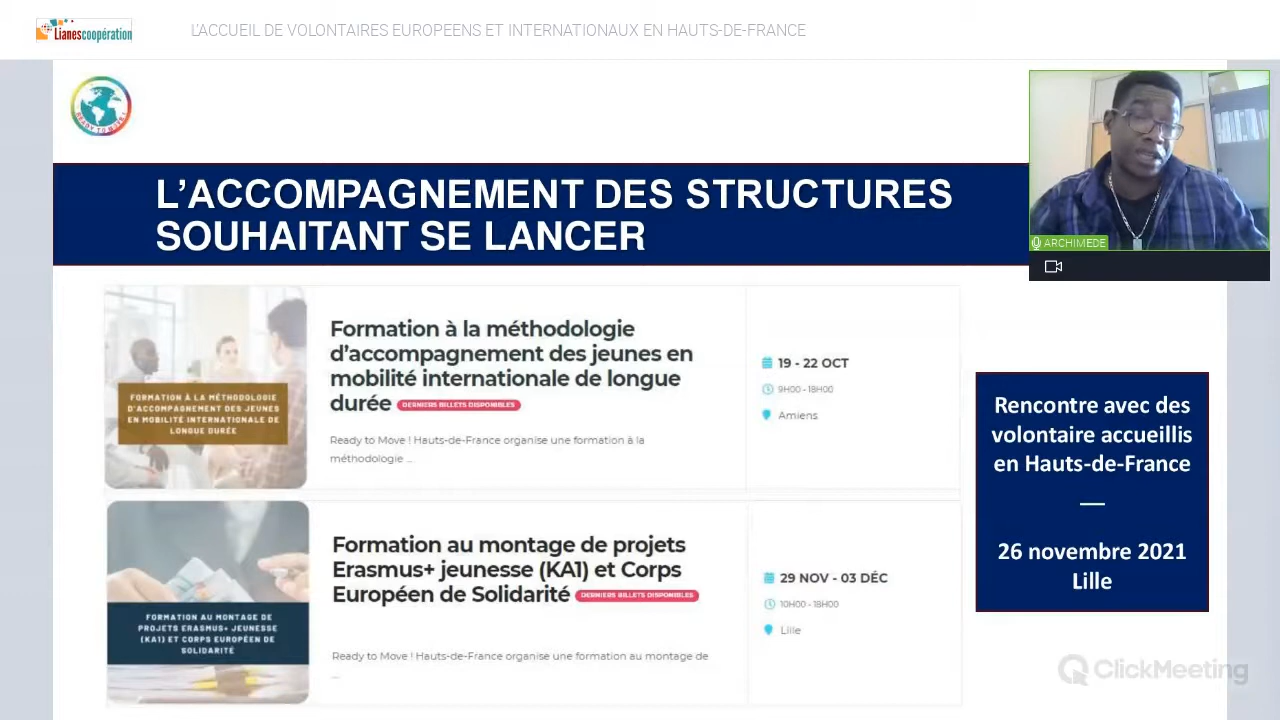 Lianescoopération
L'ACCUEIL DE VOLONTAIRES EUROPEENS ET INTERNATIONAUX EN HAUTS-DE-FRANCE
READY TO MOVE !
L'ACCOMPAGNEMENT DES STRUCTURES
SOUHAITANT SE LANCER
ARCHIMEDE
FORMATION À LA MÉTHODOLOGIE
D'ACCOMPAGNEMENT DES JEUNES
EN MOBILITÉ INTERNATIONALE DE
LONGUE DURÉE
Formation à la méthodologie
d'accompagnement des jeunes en
mobilité internationale de longue
durée DERNIERS BILLETS DISPONIBLES
Ready to Move ! Hauts-de-France organise une formation à la
méthodologie ...
19 - 22 OCT
9H00 - 18H00
Amiens
FORMATION AU MONTAGE DE
PROJETS ERASMUS+ JEUNESSE
(KA1) ET CORPS EUROPÉEN DE
SOLIDARITÉ
Formation au montage de projets
Erasmus+ jeunesse (KA1) et Corps
Européen de Solidarité DERNIERS BILLETS DISPONIBLES
Ready to Move ! Hauts-de-France organise une formation au montage de
...
29 NOV - 03 DÉC
10H00 - 18H00
Lille
Rencontre avec des
volontaire accueillis
en Hauts-de-France
—
26 novembre 2021
Lille
ClickMeeting